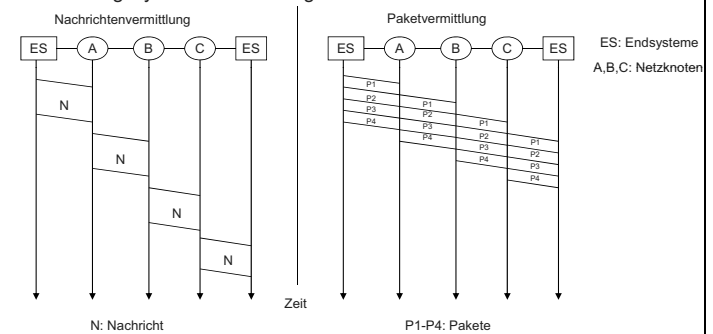 Nachrichtenvermittlung
Paketvermittlung
ES A B C ES
ES A B C ES
ES: Endsysteme
A,B,C: Netzknoten
N
N
N
N
P1
P2
P3
P4
P1
P2
P3
P4
P1
P2
P3
P4
P1
P2
P3
P4
Zeit
N: Nachricht
P1-P4: Pakete